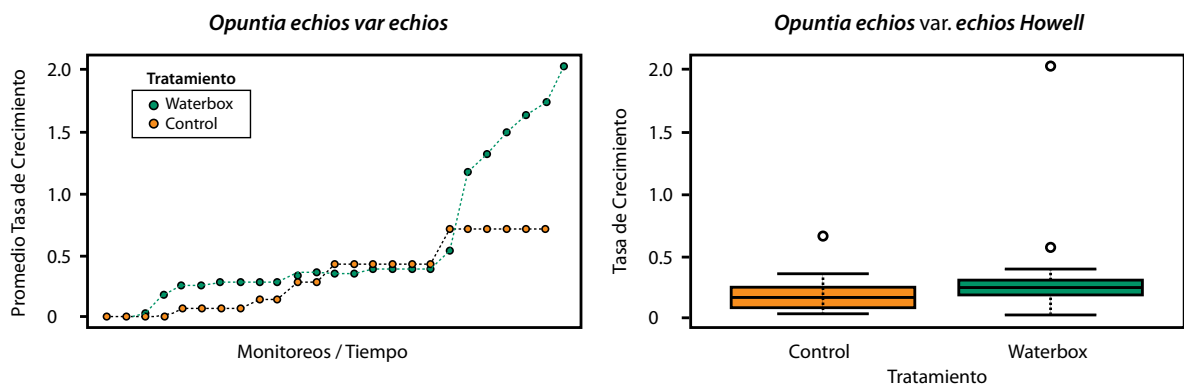 Opuntia echios var echios
Promedio Tasa de Crecimiento
2.0
1.5
1.0
0.5
0
Tratamiento
Waterbox
Control
Monitoreos / Tiempo
Opuntia echios var. echios Howell
Tasa de Crecimiento
2.0
1.5
1.0
0.5
0
Control
Waterbox
Tratamiento